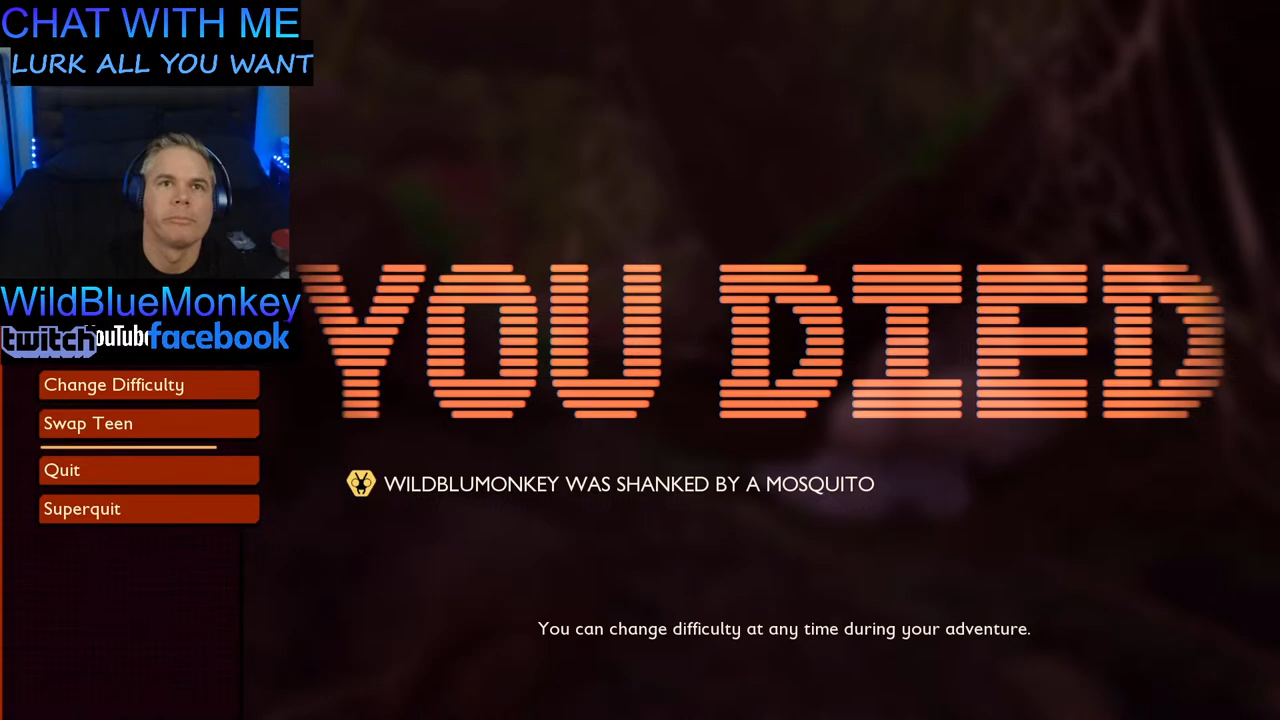 CHAT WITH ME
LURK ALL YOU WANT
WildBlueMonkey
twitch YouTube facebook
Change Difficulty
Swap Teen
Quit
Superquit
YOU DIED
WILDBLUMONKEY WAS SHANKED BY A MOSQUITO
You can change difficulty at any time during your adventure.